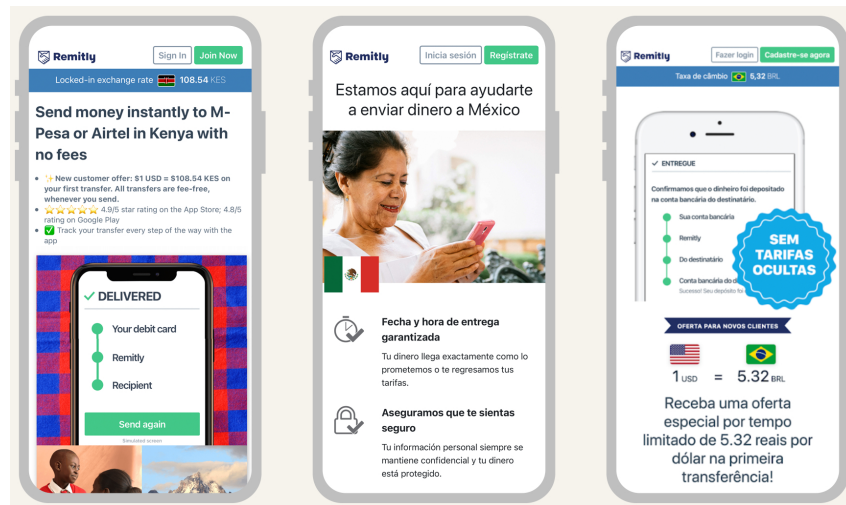 Remitly
Sign In
Join Now
Locked-in exchange rate 108.54 KES
Send money instantly to M-
Pesa or Airtel in Kenya with
no fees
✨ New customer offer: $1 USD = $108.54 KES on
your first transfer. All transfers are fee-free,
whenever you send.
⭐⭐⭐⭐⭐ 4.9/5 star rating on the App Store; 4.8/5
rating on Google Play
✅ Track your transfer every step of the way with the
app
✓ DELIVERED
Your debit card
Remitly
Recipient
Send again
Simulated screen
Remitly
Inicia sesión
Regístrate
Estamos aquí para ayudarte
a enviar dinero a México
Fecha y hora de entrega
garantizada
Tu dinero llega exactamente como lo
prometemos o te regresamos tus
tarifas.
Aseguramos que te sientas
seguro
Tu información personal siempre se
mantiene confidencial y tu dinero
está protegido.
Remitly
Fazer login
Cadastre-se agora
Taxa de câmbio 5,32 BRL
✓ ENTREGUE
Confirmamos que o dinheiro foi depositado
na conta bancária do destinatário.
Sua conta bancária
Remitly
Do destinatário
Conta bancária do d
Sucesso! Seu depósito foi
SEM
TARIFAS
OCULTAS
OFERTA PARA NOVOS CLIENTES
1 USD = 5.32 BRL
Receba uma oferta
especial por tempo
limitado de 5.32 reais por
dólar na primeira
transferência!